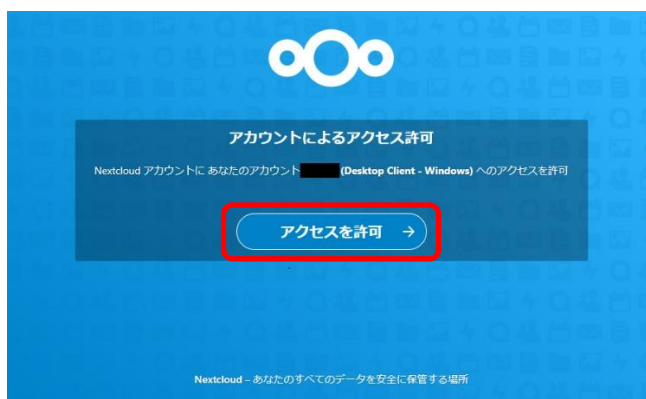 アカウントによるアクセス許可
Nextcloud アカウントに あなたのアカウント (Desktop Client - Windows) へのアクセスを許可
アクセスを許可 →
Nextcloud – あなたのすべてのデータを安全に保管する場所